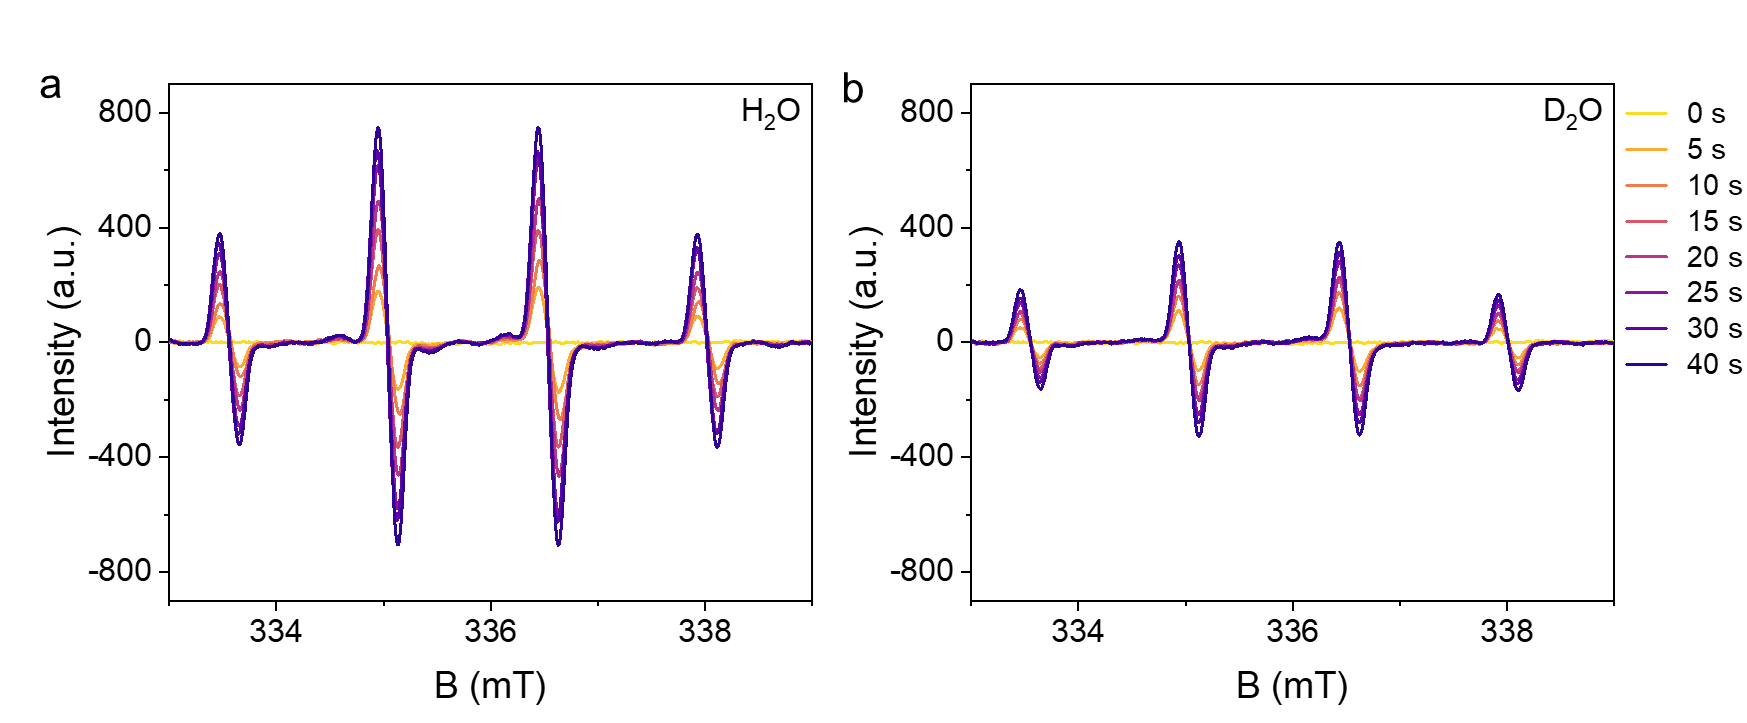 a
H₂O
800
400
0
-400
-800
Intensity (a.u.)
334
336
338
B (mT)
b
D₂O
800
400
0
-400
-800
Intensity (a.u.)
334
336
338
B (mT)
0 s
5 s
10 s
15 s
20 s
25 s
30 s
40 s